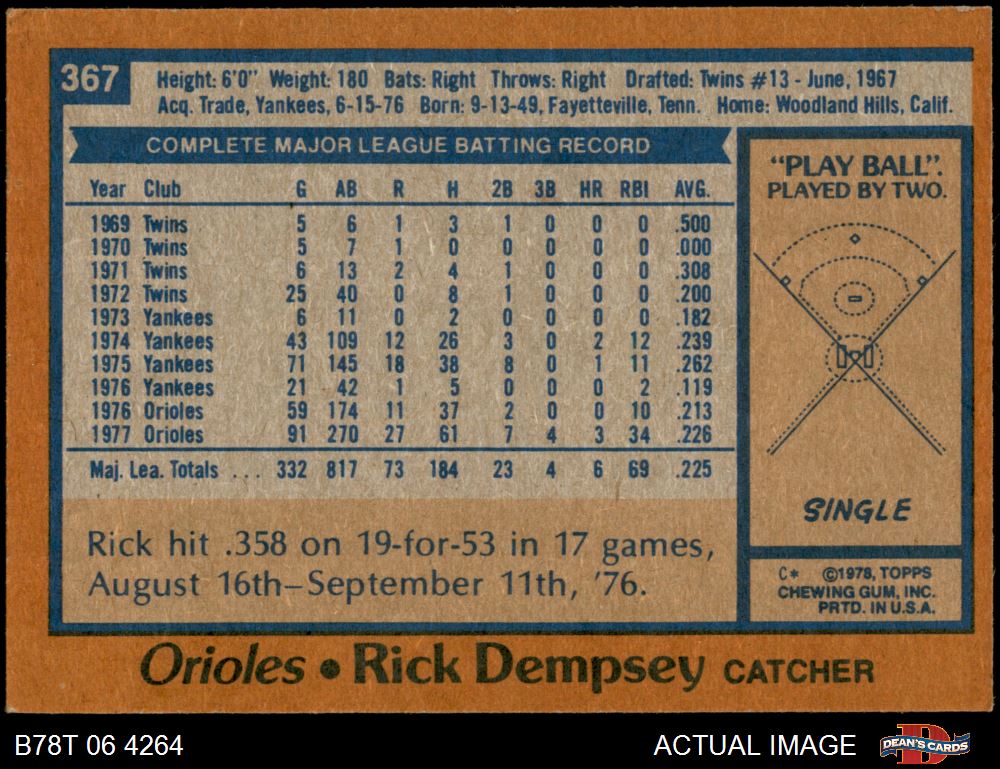 367
Height: 6'0" Weight: 180 Bats: Right Throws: Right Drafted: Twins #13 - June, 1967
Acq. Trade, Yankees, 6-15-76 Born: 9-13-49, Fayetteville, Tenn. Home: Woodland Hills, Calif.
COMPLETE MAJOR LEAGUE BATTING RECORD
Year Club G AB R H 2B 3B HR RBI AVG.
1969 Twins 5 6 1 3 1 0 0 0 .500
1970 Twins 5 7 1 0 0 0 0 0 .000
1971 Twins 6 13 2 4 1 0 0 0 .308
1972 Twins 25 40 0 8 1 0 0 0 .200
1973 Yankees 6 11 0 2 0 0 0 0 .182
1974 Yankees 43 109 12 26 3 0 2 12 .239
1975 Yankees 71 145 18 38 8 0 1 11 .262
1976 Yankees 21 42 1 5 0 0 0 2 .119
1976 Orioles 59 174 11 37 2 0 0 10 .213
1977 Orioles 91 270 27 61 7 4 3 34 .226
Maj. Lea. Totals ... 332 817 73 184 23 4 6 69 .225
Rick hit .358 on 19-for-53 in 17 games,
August 16th–September 11th, '76.
"PLAY BALL".
PLAYED BY TWO.
SINGLE
C* ©1978, TOPPS
CHEWING GUM, INC.
PRTD. IN U.S.A.
Orioles • Rick Dempsey CATCHER
B78T 06 4264
ACTUAL IMAGE
D
DEAN'S CARDS